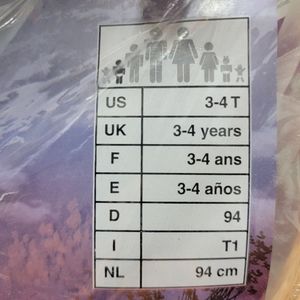 US 3-4 T
UK 3-4 years
F 3-4 ans
E 3-4 años
D 94
I T1
NL 94 cm